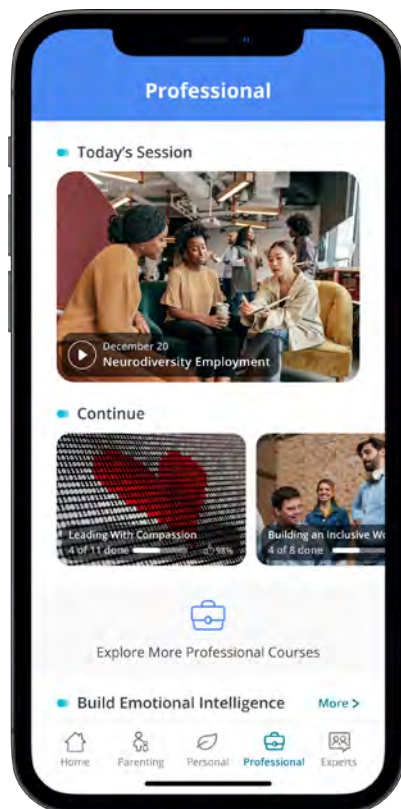 Professional
Today's Session
December 20
Neurodiversity Employment
Continue
Leading With Compassion
4 of 11 done 98%
Building an Inclusive Wo
4 of 8 done
Explore More Professional Courses
Build Emotional Intelligence More >
Home Parenting Personal Professional Experts